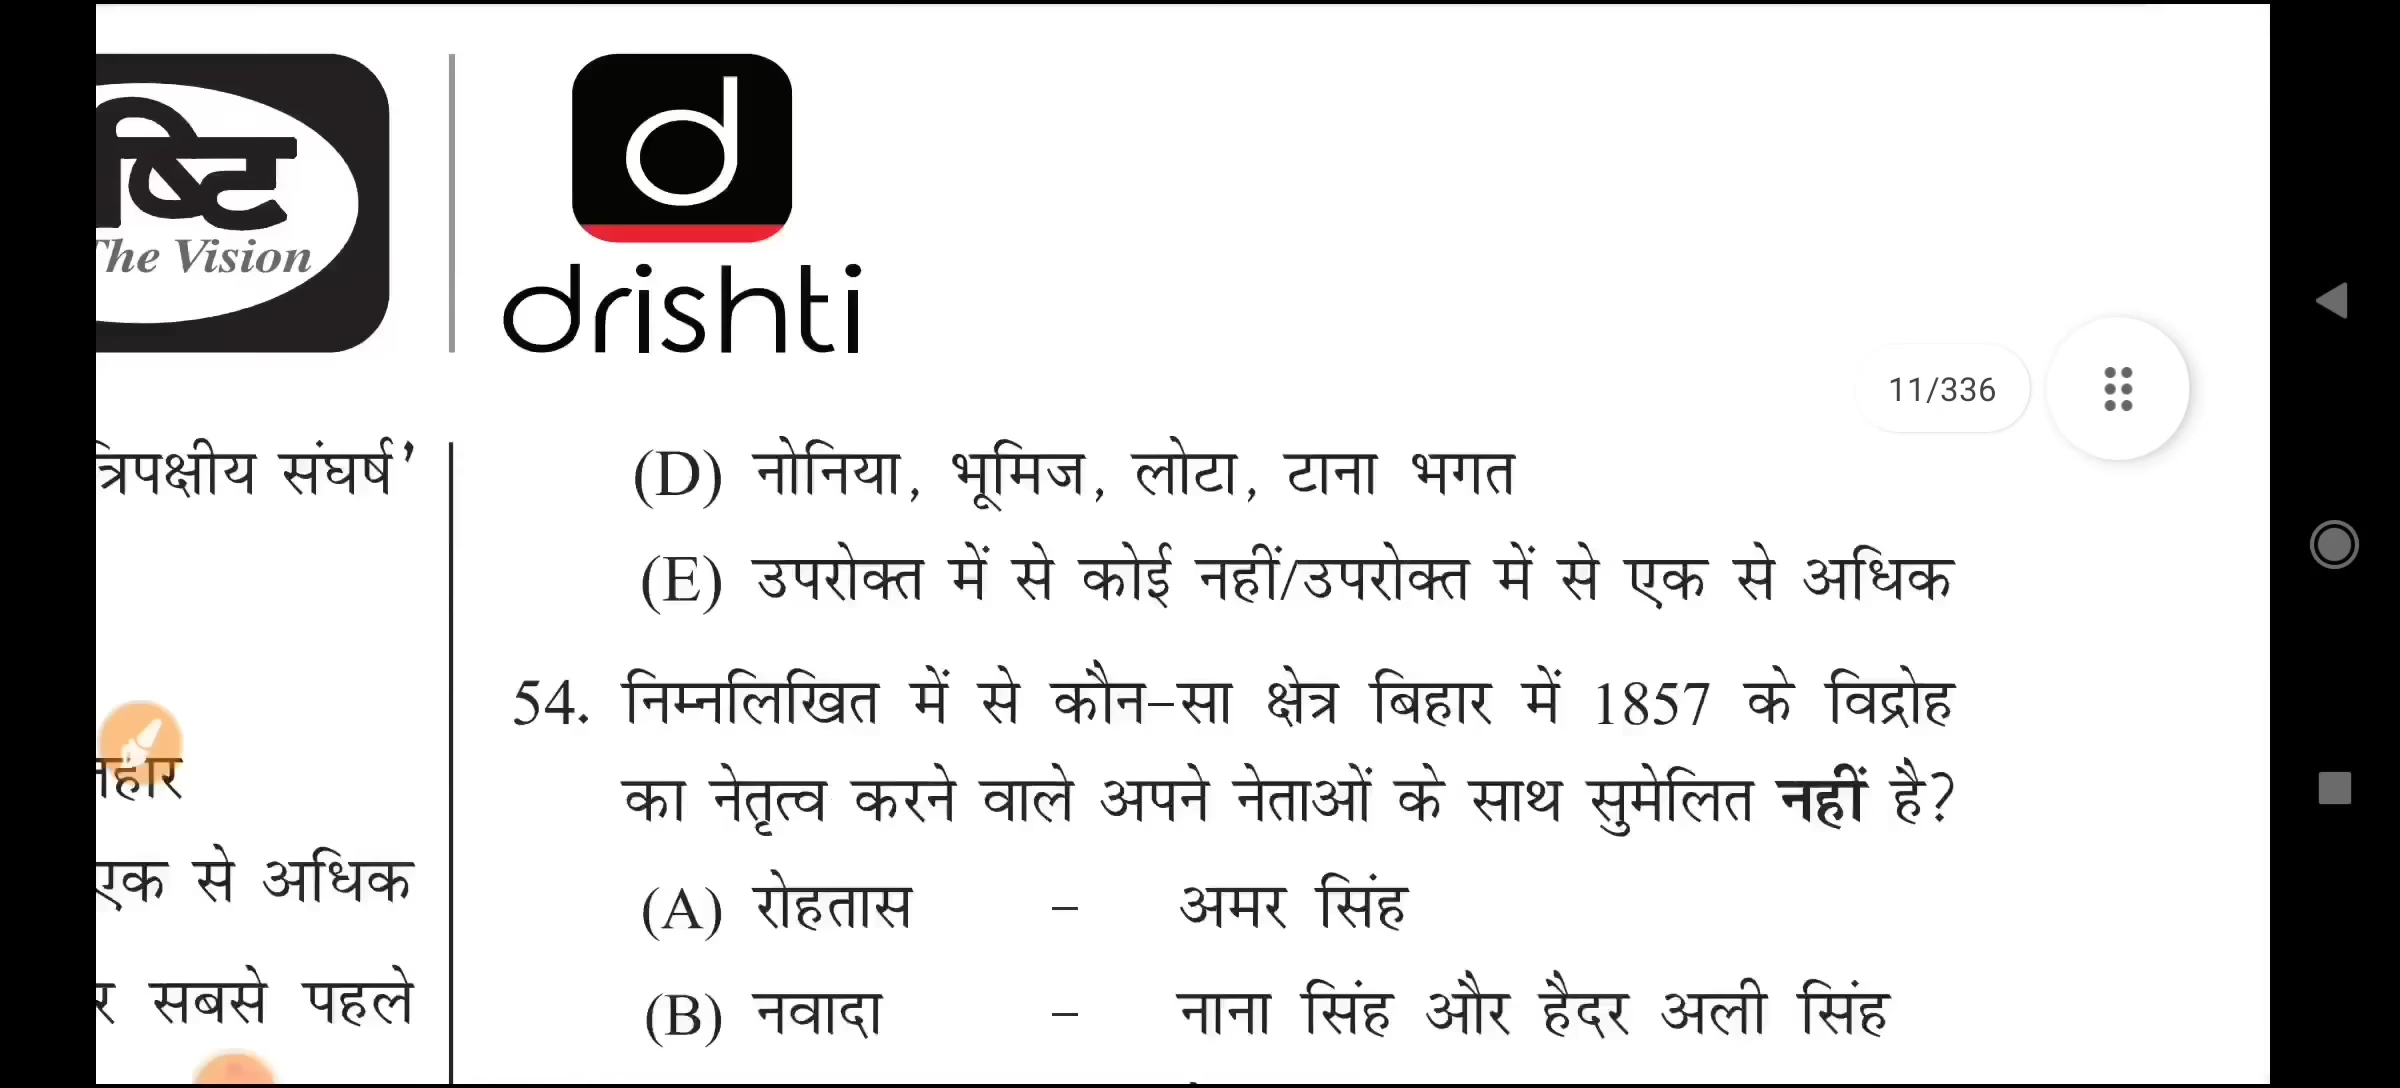 ष्टि
The Vision
drishti
11/336
त्रिपक्षीय संघर्ष’
एक से अधिक
र सबसे पहले
(D) नोनिया, भूमिज, लोटा, टाना भगत
(E) उपरोक्त में से कोई नहीं/उपरोक्त में से एक से अधिक
54. निम्नलिखित में से कौन-सा क्षेत्र बिहार में 1857 के विद्रोह
का नेतृत्व करने वाले अपने नेताओं के साथ सुमेलित नहीं है?
(A) रोहतास – अमर सिंह
(B) नवादा – नाना सिंह और हैदर अली सिंह